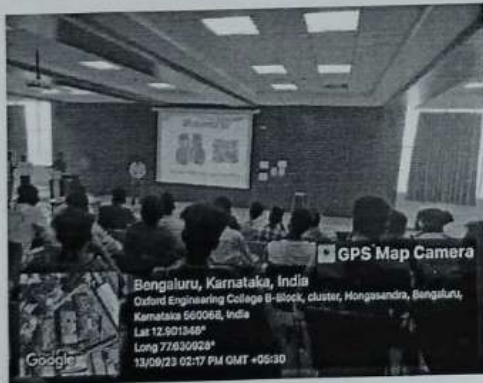 GPS Map Camera
Bengaluru, Karnataka, India
Oxford Engineering College B-Block, cluster, Hongasandra, Bengaluru,
Karnataka 560068, India
Lat 12.901348°
Long 77.630928°
13/09/23 02:17 PM GMT +05:30
Google